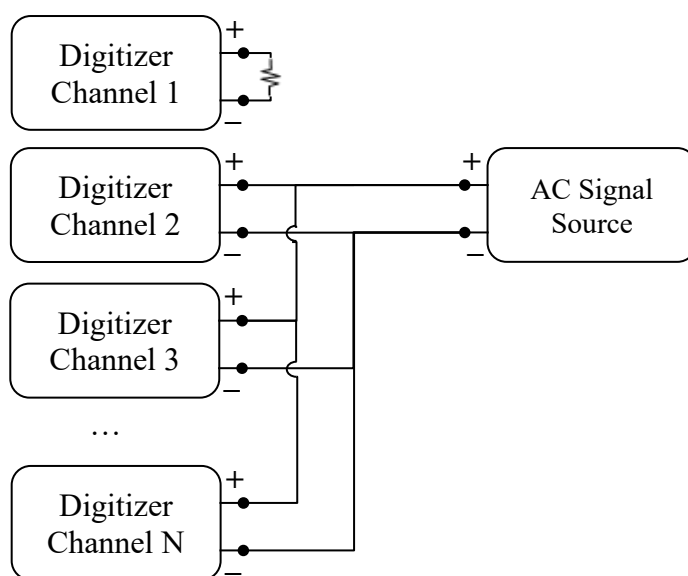 +
Digitizer
Channel 1
–
+
Digitizer
Channel 2
–
+
AC Signal
Source
–
+
Digitizer
Channel 3
–
…
+
Digitizer
Channel N
–